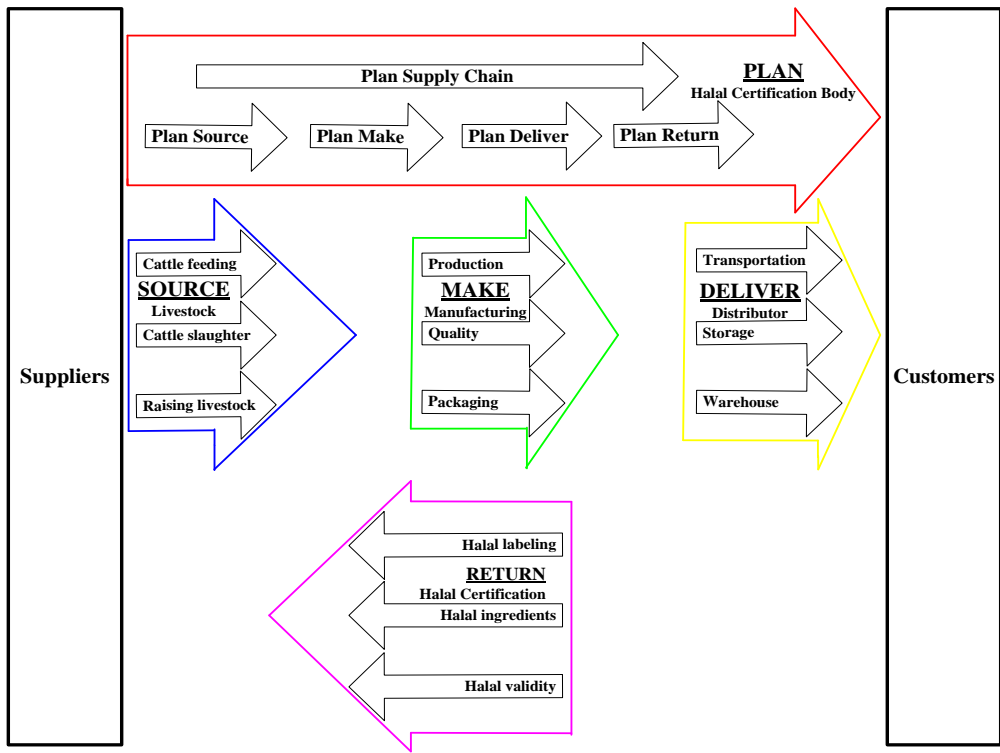 Suppliers
Plan Supply Chain
PLAN
Halal Certification Body
Plan Source
Plan Make
Plan Deliver
Plan Return
Cattle feeding
SOURCE
Livestock
Cattle slaughter
Raising livestock
Production
MAKE
Manufacturing
Quality
Packaging
Transportation
DELIVER
Distributor
Storage
Warehouse
Customers
Halal labeling
RETURN
Halal Certification
Halal ingredients
Halal validity